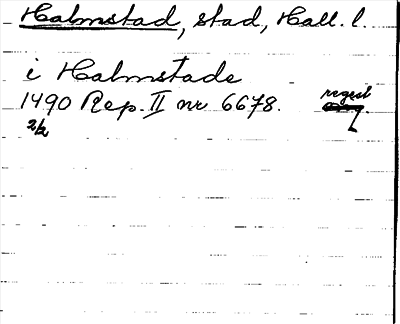 Halmstad, stad, Hall. l.
i Halmstade
1490 Rep. II nr 6678. regest
2/2